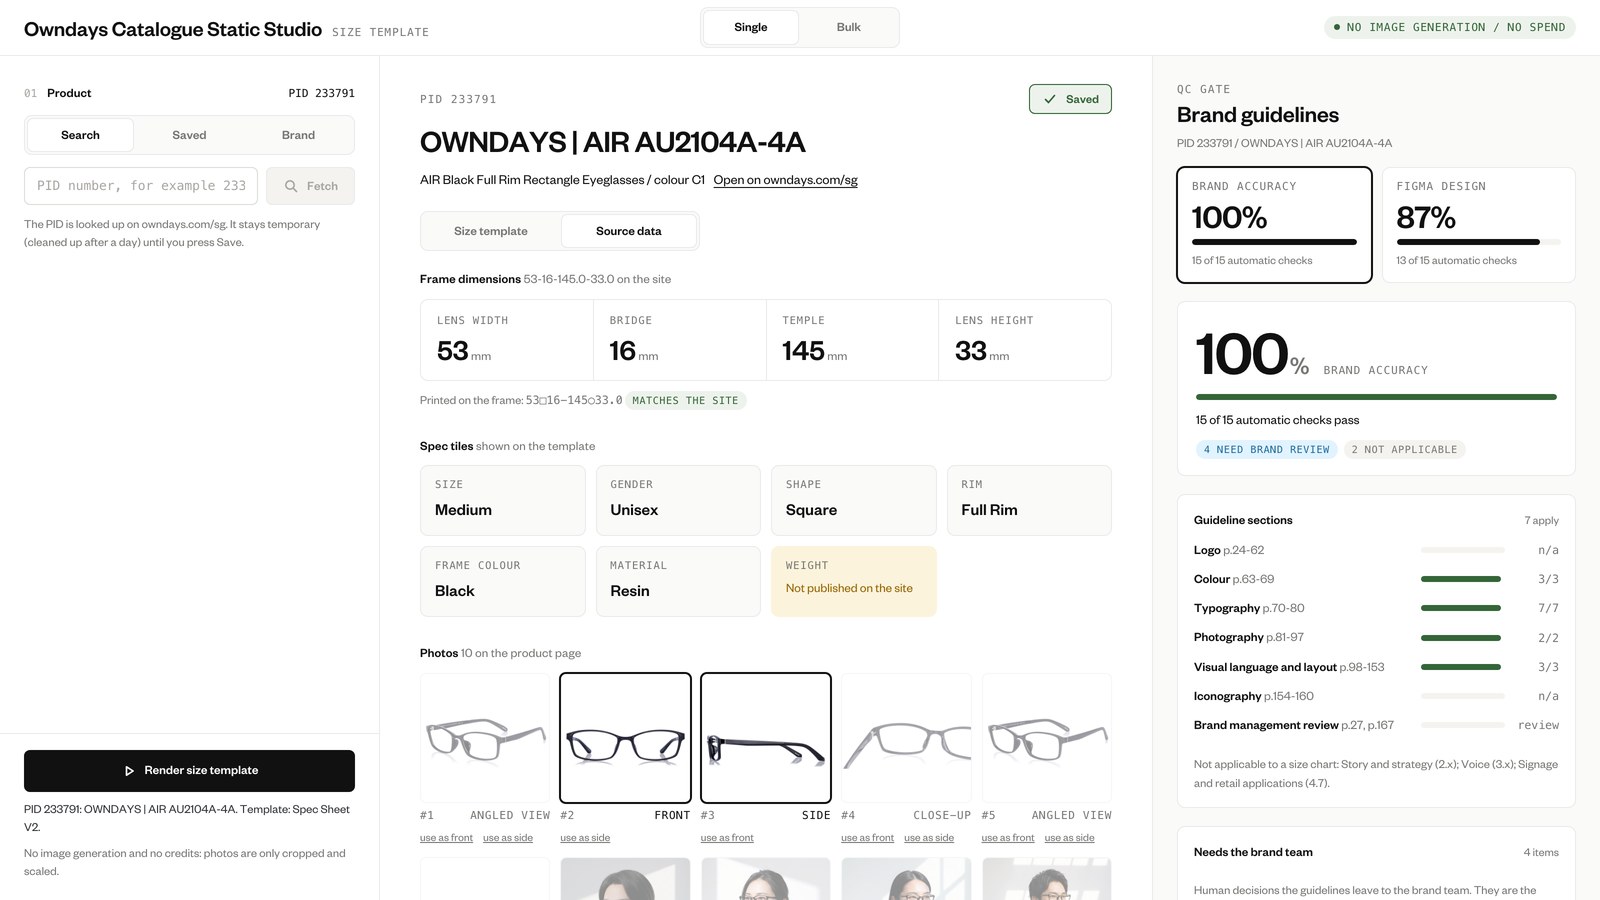 Owndays Catalogue Static Studio SIZE TEMPLATE
Single Bulk
NO IMAGE GENERATION / NO SPEND
01 Product PID 233791
Search Saved Brand
PID number, for example 233 Fetch
The PID is looked up on owndays.com/sg. It stays temporary
(cleaned up after a day) until you press Save.
Render size template
PID 233791: OWNDAYS | AIR AU2104A-4A. Template: Spec Sheet
V2.
No image generation and no credits: photos are only cropped and
scaled.
PID 233791 Saved
OWNDAYS | AIR AU2104A-4A
AIR Black Full Rim Rectangle Eyeglasses / colour C1 Open on owndays.com/sg
Size template Source data
Frame dimensions 53-16-145.0-33.0 on the site
LENS WIDTH BRIDGE TEMPLE LENS HEIGHT
53 mm 16 mm 145 mm 33 mm
Printed on the frame: 53□16−145○33.0 MATCHES THE SITE
Spec tiles shown on the template
SIZE GENDER SHAPE RIM
Medium Unisex Square Full Rim
FRAME COLOUR MATERIAL WEIGHT
Black Resin Not published on the site
Photos 10 on the product page
#1 ANGLED VIEW #2 FRONT #3 SIDE #4 CLOSE-UP #5 ANGLED VIEW
use as front use as side use as side use as front use as front use as side use as front use as side
QC GATE
Brand guidelines
PID 233791 / OWNDAYS | AIR AU2104A-4A
BRAND ACCURACY FIGMA DESIGN
100% 87%
15 of 15 automatic checks 13 of 15 automatic checks
100% BRAND ACCURACY
15 of 15 automatic checks pass
4 NEED BRAND REVIEW 2 NOT APPLICABLE
Guideline sections 7 apply
Logo p.24-62 n/a
Colour p.63-69 3/3
Typography p.70-80 7/7
Photography p.81-97 2/2
Visual language and layout p.98-153 3/3
Iconography p.154-160 n/a
Brand management review p.27, p.167 review
Not applicable to a size chart: Story and strategy (2.x); Voice (3.x); Signage
and retail applications (4.7).
Needs the brand team 4 items
Human decisions the guidelines leave to the brand team. They are the